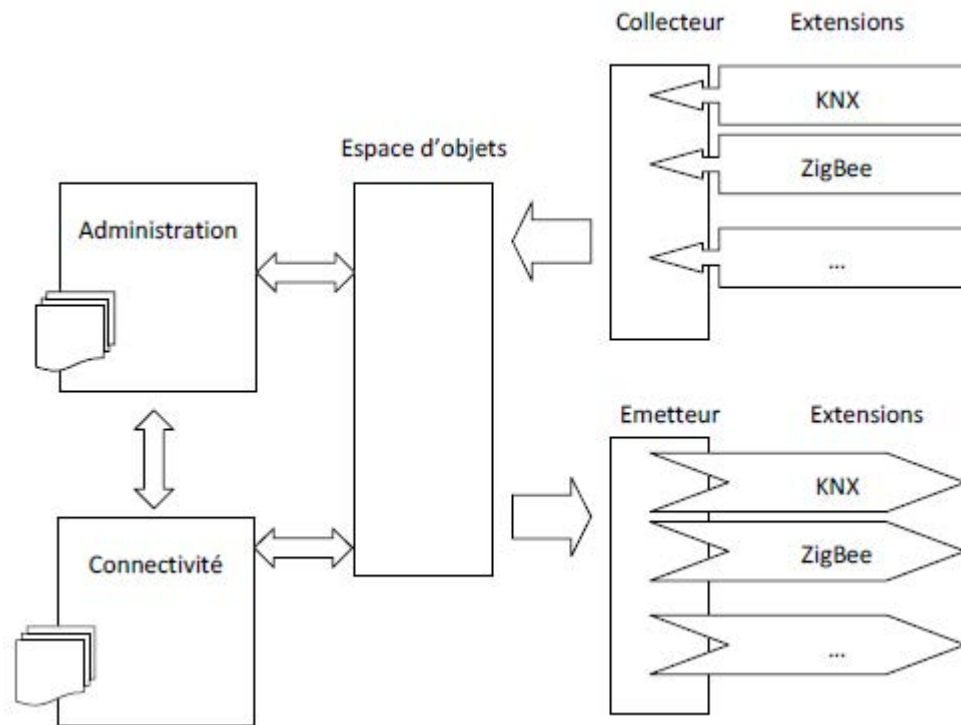 Collecteur
Extensions
KNX
Espace d'objets
ZigBee
Administration
...
Emetteur
Extensions
KNX
Connectivité
ZigBee
...